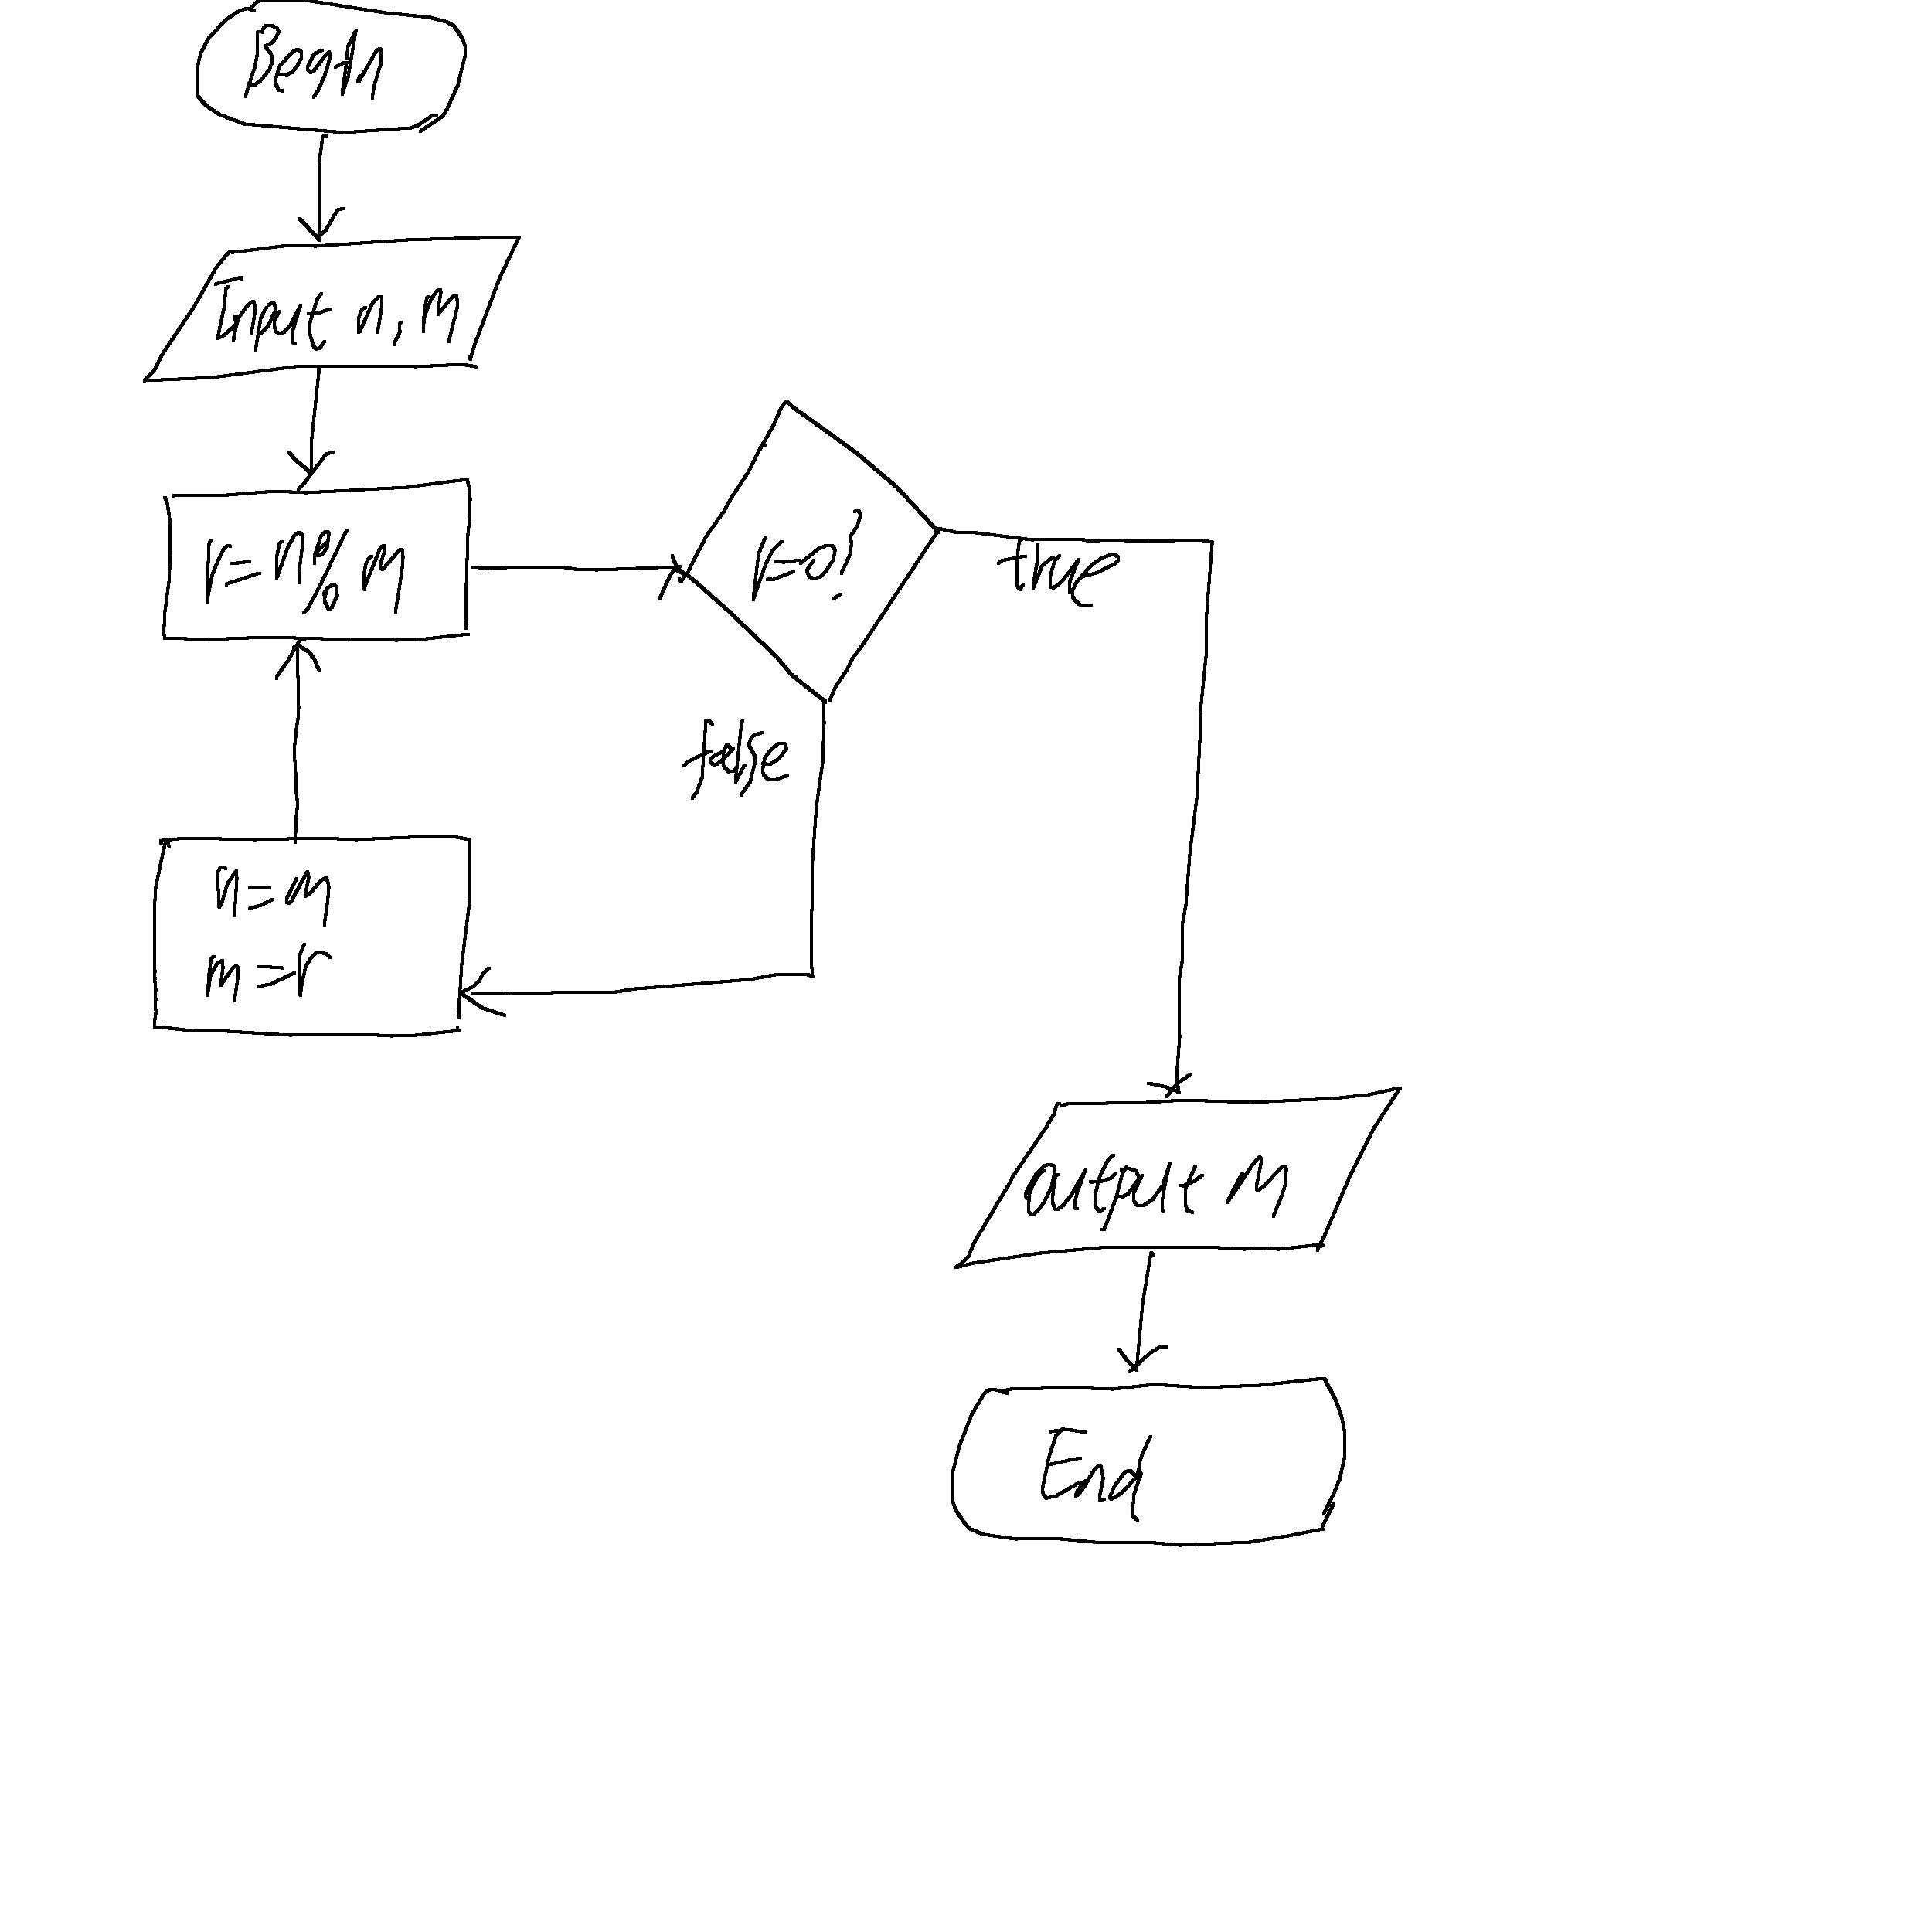 Begin
Input n, m
r=n%m
r=0?
true
false
n=m
m=r
output m
End